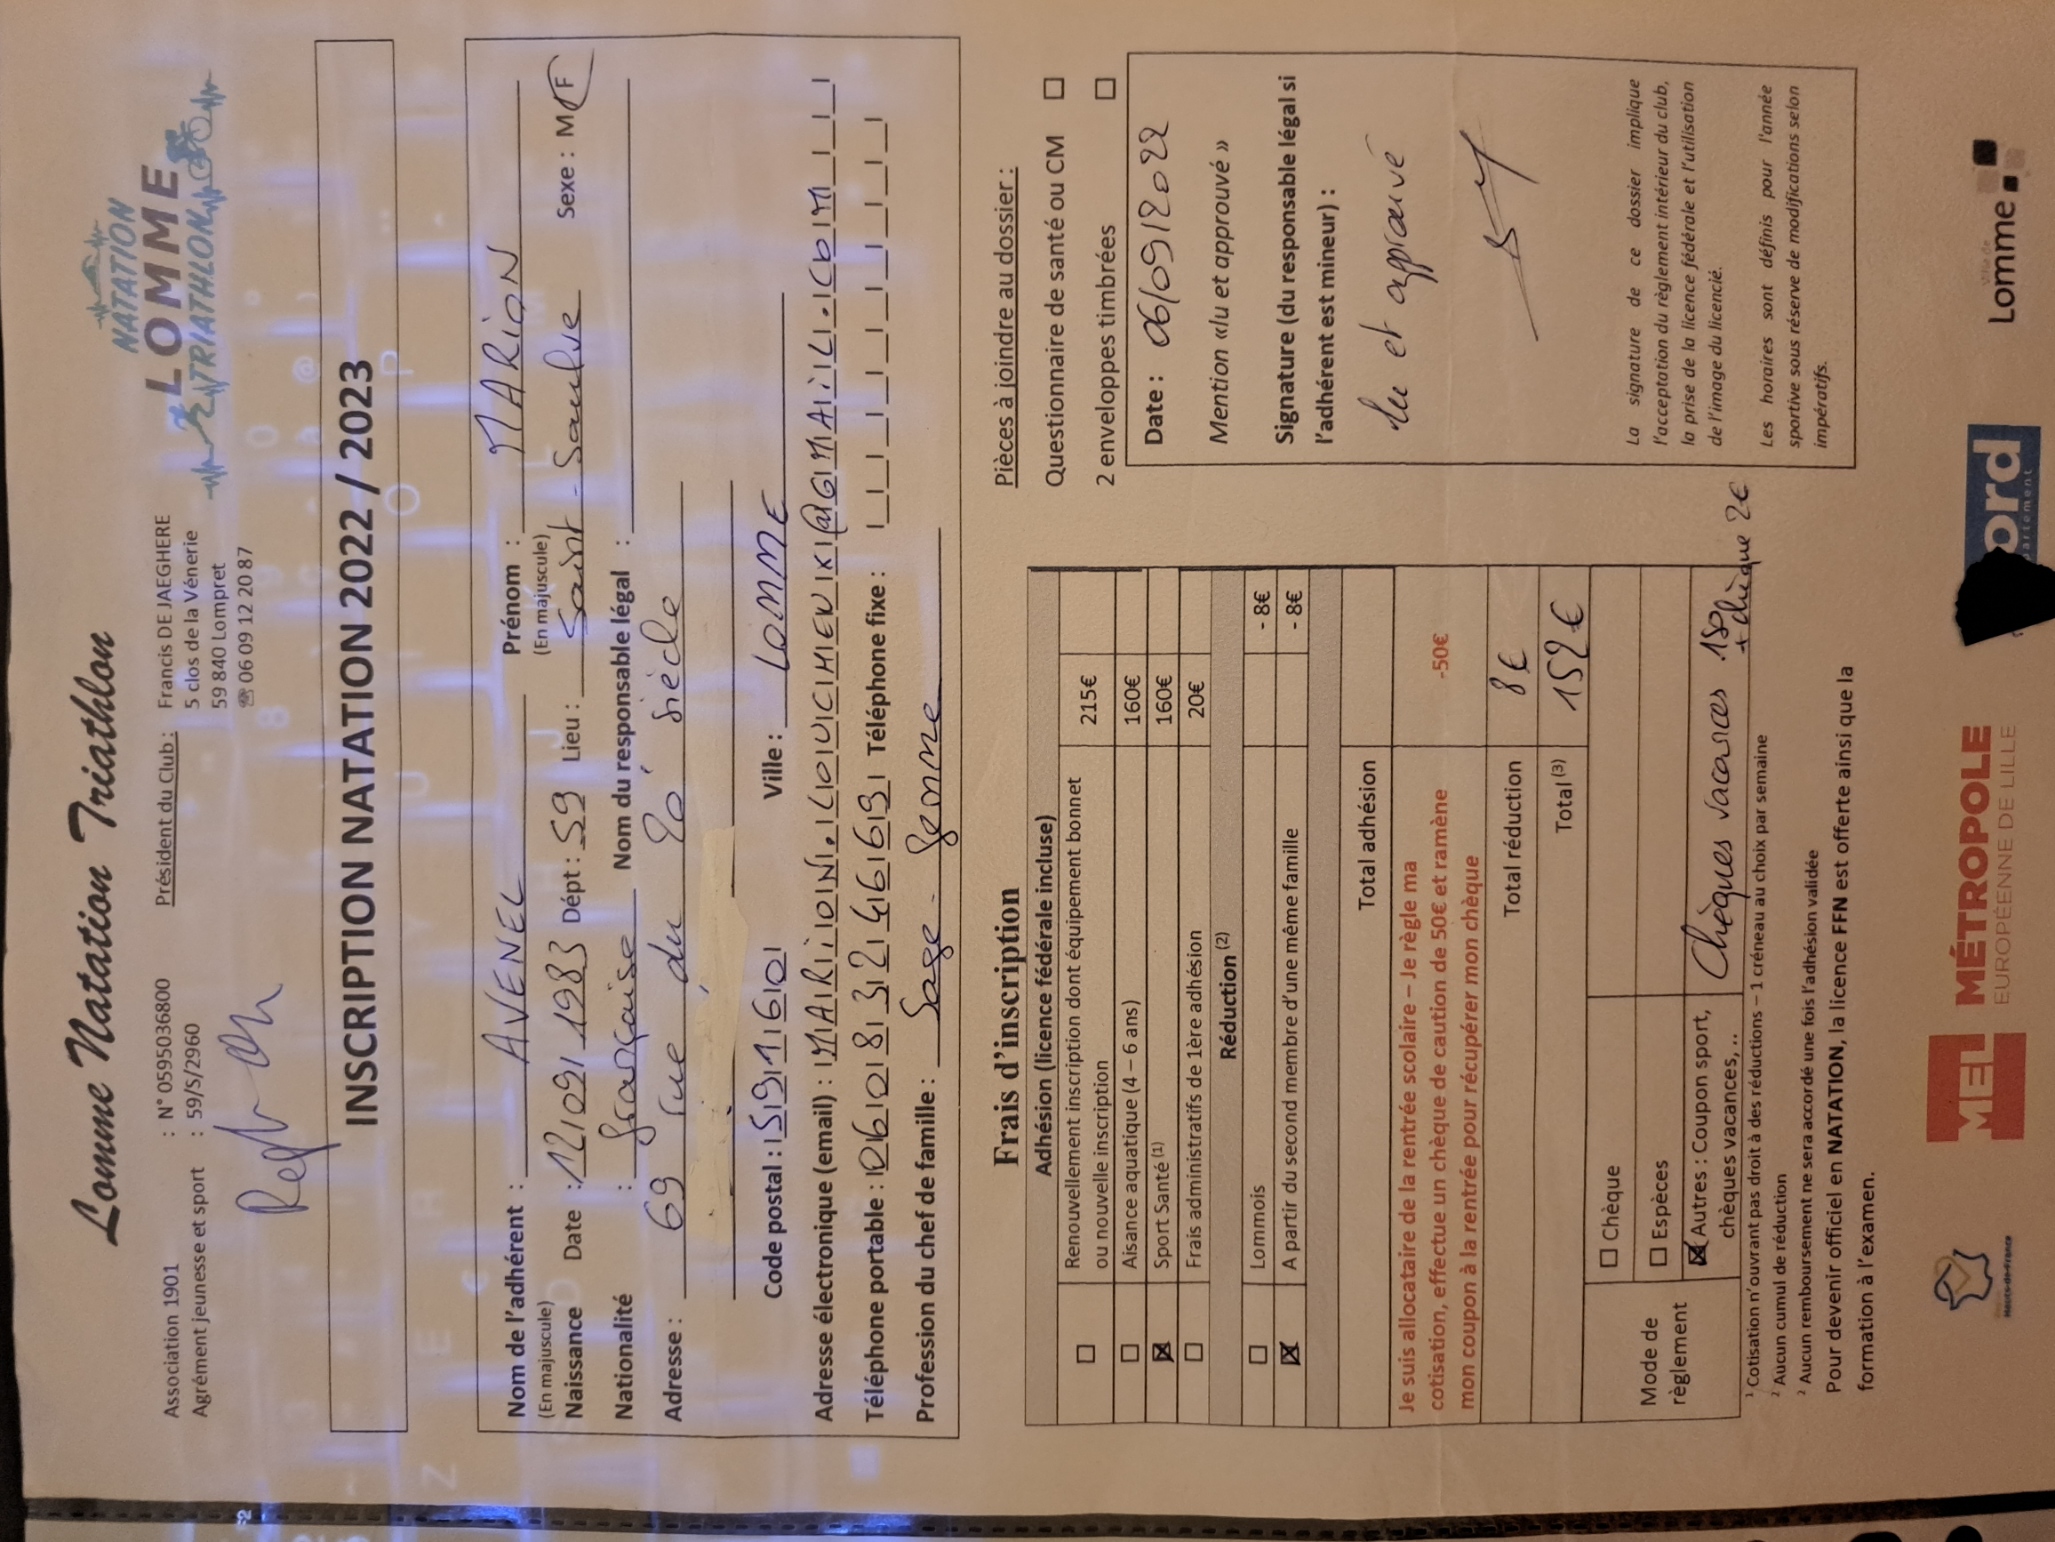 Lomme Natation Triathlon
Association 1901 : N° 0595036800
Agrément jeunesse et sport : 59/S/2960
Président du Club : Francis DE JAEGHERE
5 clos de la Vénerie
59 840 Lompret
☎ 06 09 12 20 87
NATATION
LOMME
TRIATHLON
INSCRIPTION NATATION 2022 / 2023
Nom de l'adhérent : AVENEL Prénom : MARION
(En majuscule) (En majuscule)
Naissance Date : 12/09/1983 Dépt : 59 Lieu : Saint-Saulve Sexe : M/F
Nationalité : française Nom du responsable légal :
Adresse : 69 rue du 20e siècle
Code postal : 59160 Ville : LOMME
Adresse électronique (email) : MARION.LOUCHENK@GMAIL.COM
Téléphone portable : 0608324669 Téléphone fixe :
Profession du chef de famille : Sage-femme
Frais d'inscription
Adhésion (licence fédérale incluse)
☐ Renouvellement inscription dont équipement bonnet ou nouvelle inscription 215€
☐ Aisance aquatique (4 – 6 ans) 160€
☒ Sport Santé (1) 160€
☐ Frais administratifs de 1ère adhésion 20€
Réduction (2)
☐ Lommois - 8€
☒ A partir du second membre d'une même famille - 8€
Total adhésion
Je suis allocataire de la rentrée scolaire – Je règle ma
cotisation, effectue un chèque de caution de 50€ et ramène
mon coupon à la rentrée pour récupérer mon chèque
-50€
Total réduction 8€
Total (3) 152€
Mode de règlement
☐ Chèque
☐ Espèces
☒ Autres : Coupon sport,
chèques vacances,..
Chèques vacances 150
+ chèque 2€
¹ Cotisation n'ouvrant pas droit à des réductions – 1 créneau au choix par semaine
² Aucun cumul de réduction
² Aucun remboursement ne sera accordé une fois l'adhésion validée
Pour devenir officiel en NATATION, la licence FFN est offerte ainsi que la
formation à l'examen.
Pièces à joindre au dossier :
Questionnaire de santé ou CM ☐
2 enveloppes timbrées ☐
Date : 06/09/2022
Mention «lu et approuvé »
Signature (du responsable légal si
l'adhérent est mineur) :
lu et approuvé
La signature de ce dossier implique
l'acceptation du règlement intérieur du club,
la prise de la licence fédérale et l'utilisation
de l'image du licencié.
Les horaires sont définis pour l'année
sportive sous réserve de modifications selon
impératifs.
Hauts-de-France
MEL
MÉTROPOLE
EUROPÉENNE DE LILLE
ord
Lomme